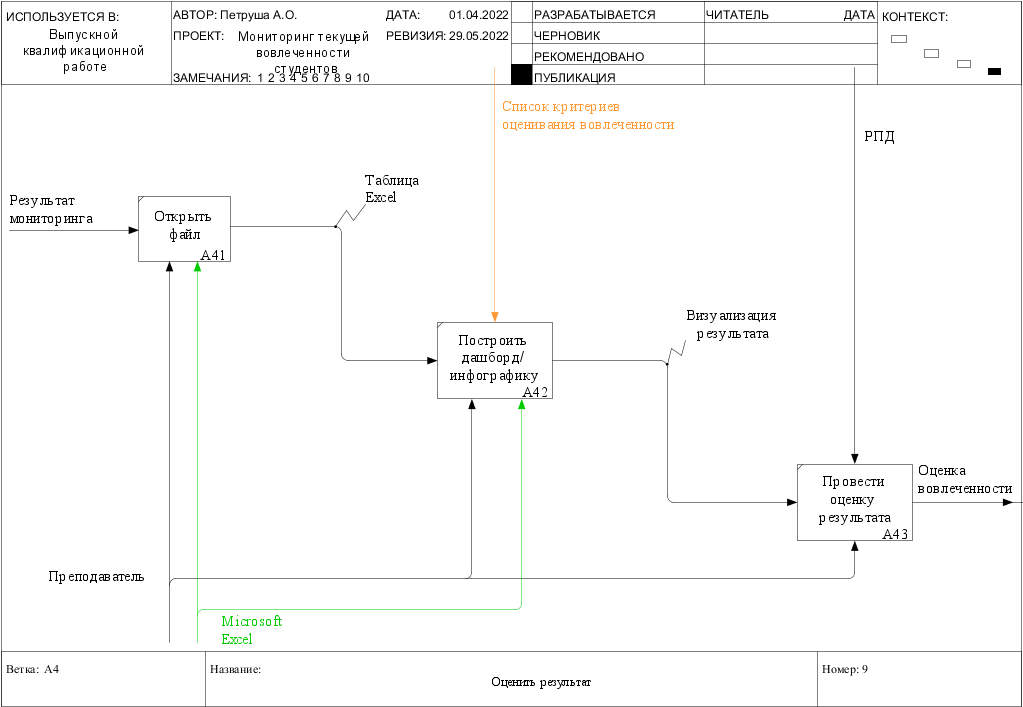 ИСПОЛЬЗУЕТСЯ В:
Выпускной
квалификационной
работе
АВТОР: Петруша А.О.
ДАТА: 01.04.2022
ПРОЕКТ: Мониторинг текущей
вовлеченности
студентов
РЕВИЗИЯ: 29.05.2022
ЗАМЕЧАНИЯ: 1 2 3 4 5 6 7 8 9 10
РАЗРАБАТЫВАЕТСЯ
ЧЕРНОВИК
РЕКОМЕНДОВАНО
ПУБЛИКАЦИЯ
ЧИТАТЕЛЬ
ДАТА
КОНТЕКСТ:
Список критериев
оценивания вовлеченности
РПД
Таблица
Excel
Результат
мониторинга
Открыть
файл
A41
Визуализация
результата
Построить
дашборд/
инфографику
A42
Оценка
вовлеченности
Провести
оценку
результата
A43
Преподаватель
Microsoft
Excel
Ветка: A4
Название:
Оценить результат
Номер: 9